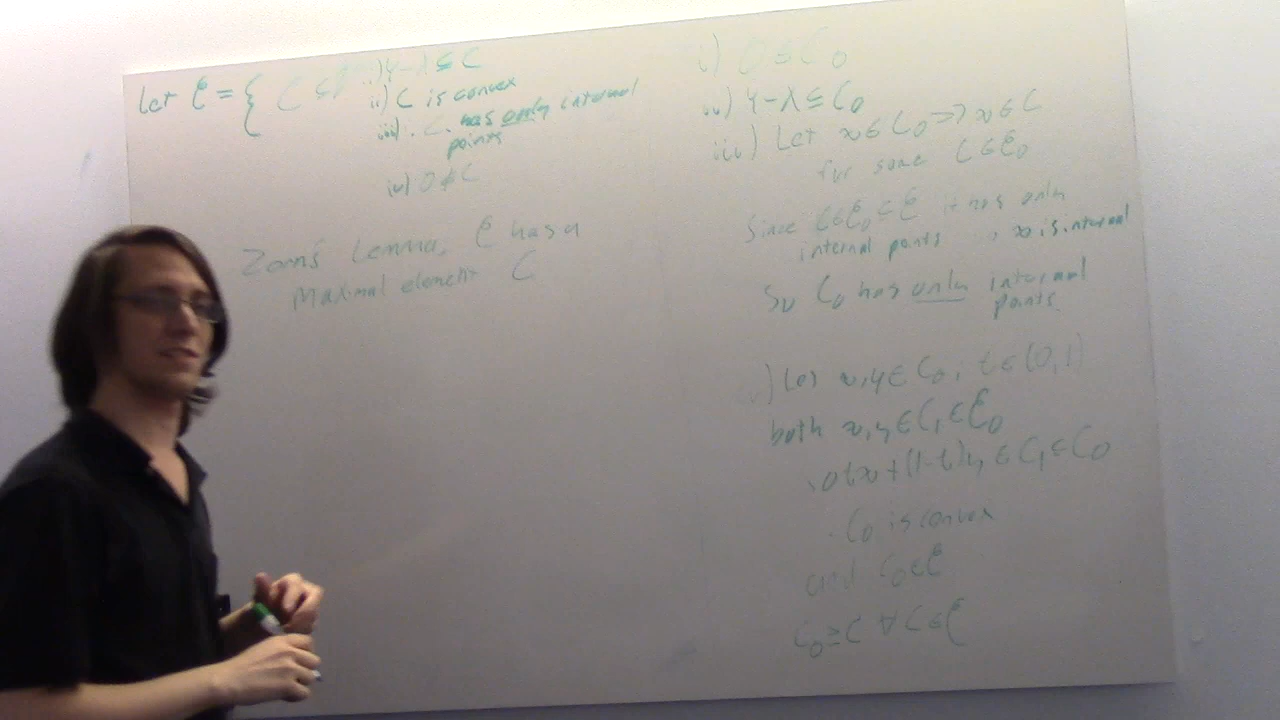 i) Y-X ⊆ C
Let 𝒞 = {
ii) C is convex
iii) C has only internal
points
iv) 0 ∉ C
Zorn's Lemma, 𝒞 has a
Maximal element C
i) 0 ∉ C₀
ii) Y-X ⊆ C₀
iii) Let x ∈ C₀ => x ∈ C
for some C ∈ 𝒞₀
Since C ∈ 𝒞₀ ⊆ 𝒞 it has only
internal points x is internal
So C₀ has only internal
points.
) Let x,y ∈ C₀, t ∈ (0,1)
both x,y ∈ C₁ ∈ 𝒞₀
tx + (1-t)y ∈ C₁ ∈ C₀
C₀ is convex
and C₀ ∈ 𝒞
C₀ ⊇ C ∀ C ∈ 𝒞